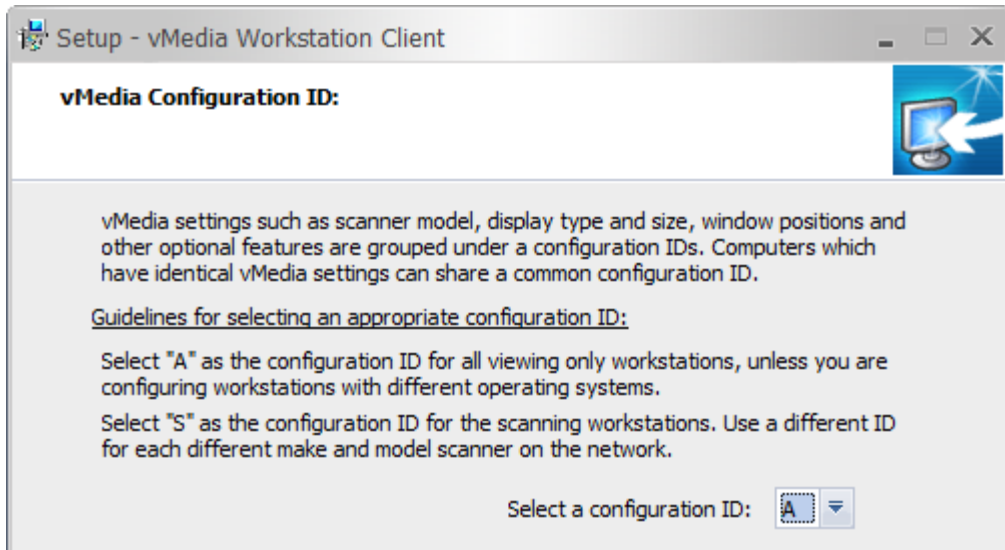 Setup - vMedia Workstation Client
vMedia Configuration ID:
vMedia settings such as scanner model, display type and size, window positions and
other optional features are grouped under a configuration IDs. Computers which
have identical vMedia settings can share a common configuration ID.
Guidelines for selecting an appropriate configuration ID:
Select "A" as the configuration ID for all viewing only workstations, unless you are
configuring workstations with different operating systems.
Select "S" as the configuration ID for the scanning workstations. Use a different ID
for each different make and model scanner on the network.
Select a configuration ID: A